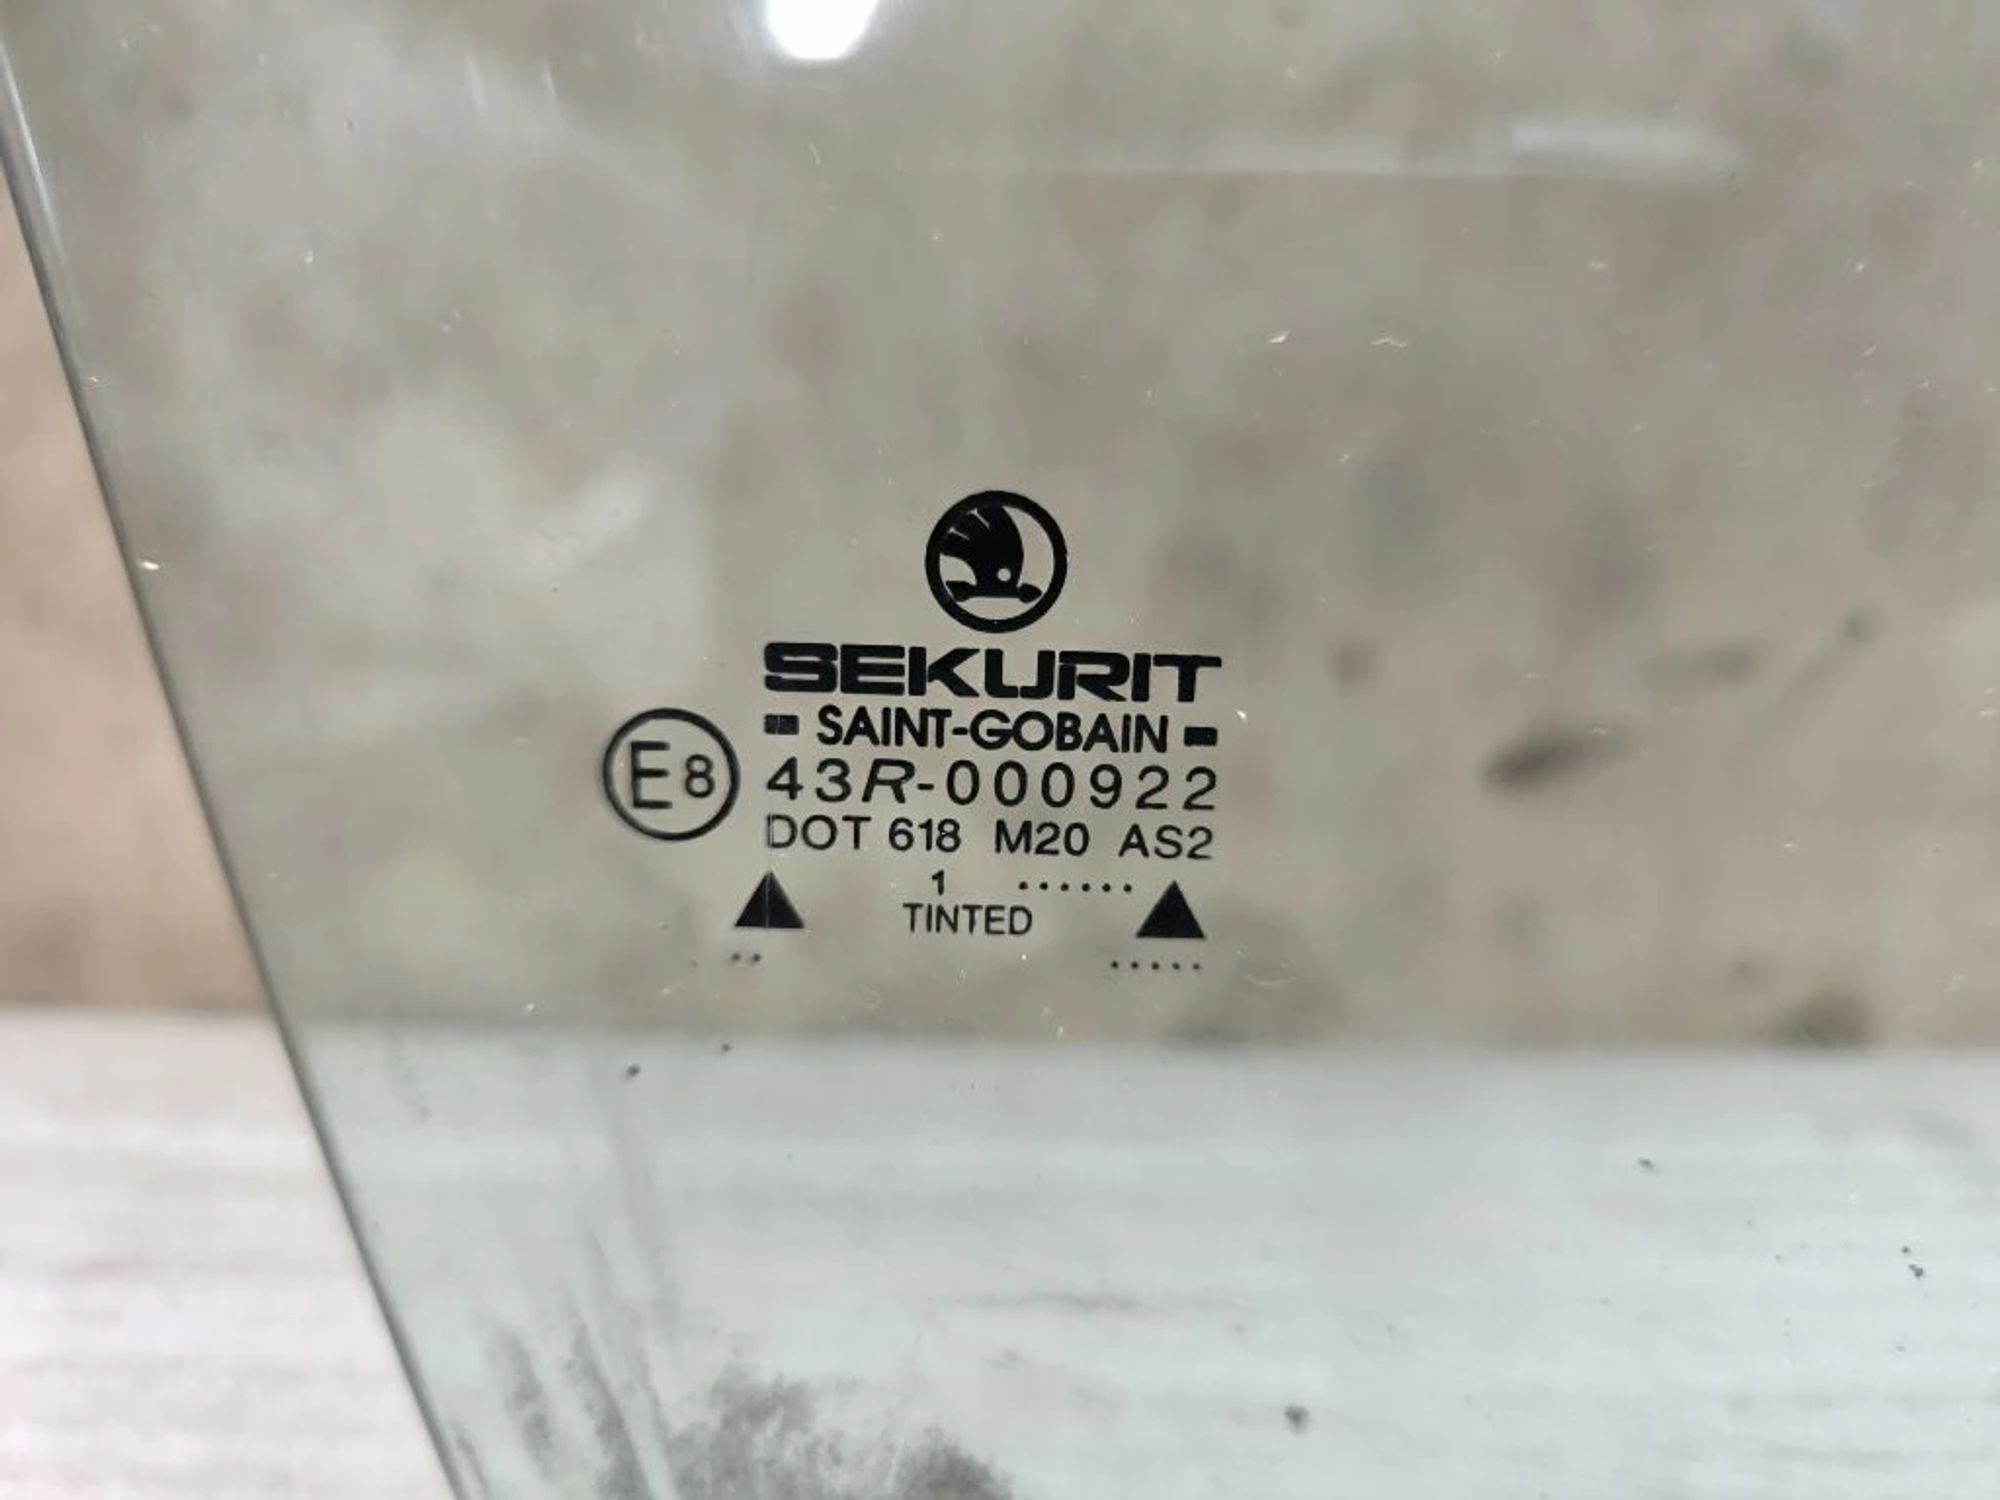 SEKURIT
SAINT-GOBAIN
E8 43R-000922
DOT 618 M20 AS2
1 ......
TINTED
.. .....